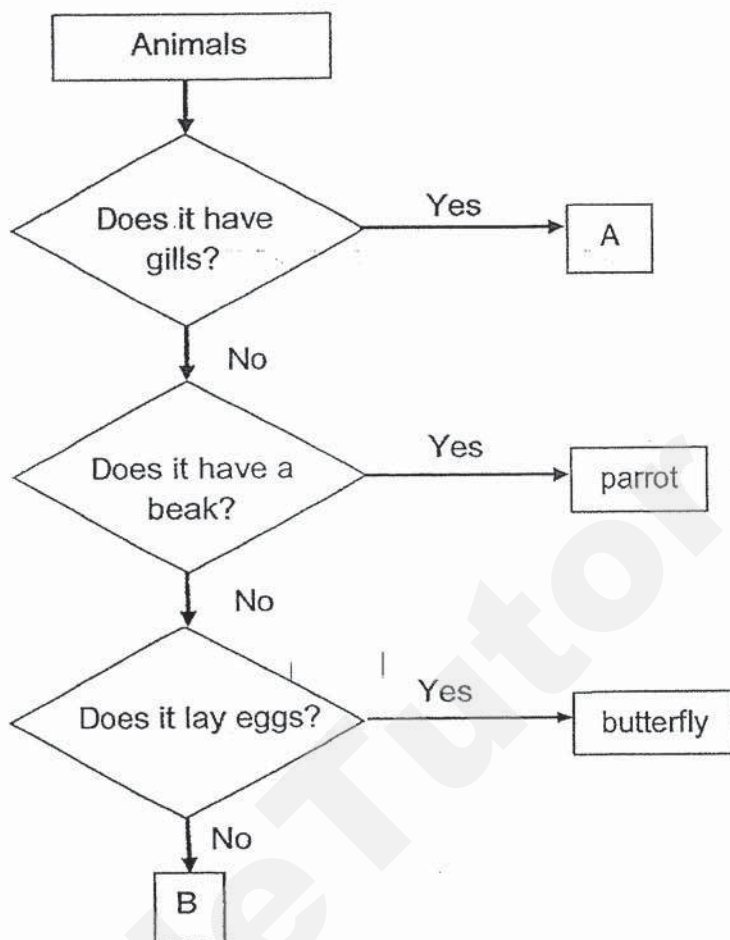 Animals
Does it have
gills?
Yes
A
No
Does it have a
beak?
Yes
parrot
No
Does it lay eggs?
Yes
butterfly
No
B
eTutor